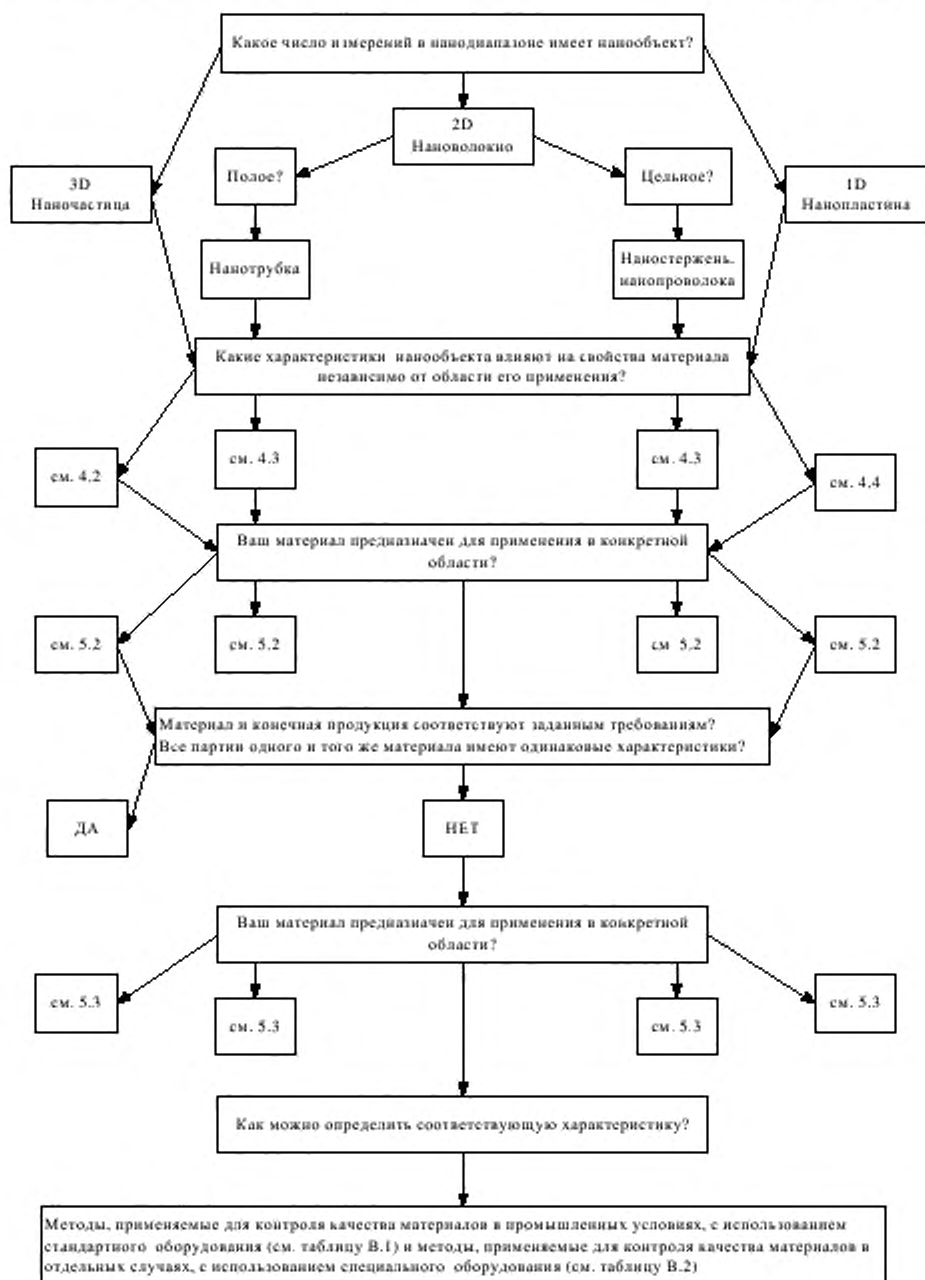 Какое число измерений в нанодиапазоне имеет нанообъект?
2D
Нановолокно
Полое?
Цельное?
3D
Наночастица
1D
Нанопластина
Нанотрубка
Наностержень.
нанопроволока
Какие характеристики нанообъекта влияют на свойства материала
независимо от области его применения?
см. 4.2
см. 4.3
см. 4.3
см. 4.4
Ваш материал предназначен для применения в конкретной
области?
см. 5.2
см. 5.2
см 5.2
см. 5.2
Материал и конечная продукция соответствуют заданным требованиям?
Все партии одного и того же материала имеют одинаковые характеристики?
ДА
НЕТ
Ваш материал предназначен для применения в конкретной
области?
см. 5.3
см. 5.3
см. 5.3
см. 5.3
Как можно определить соответствующую характеристику?
Методы, применяемые для контроля качества материалов в промышленных условиях, с использованием
стандартного оборудования (см. таблицу В.1) и методы, применяемые для контроля качества материалов в
отдельных случаях, с использованием специального оборудования (см. таблицу В.2)